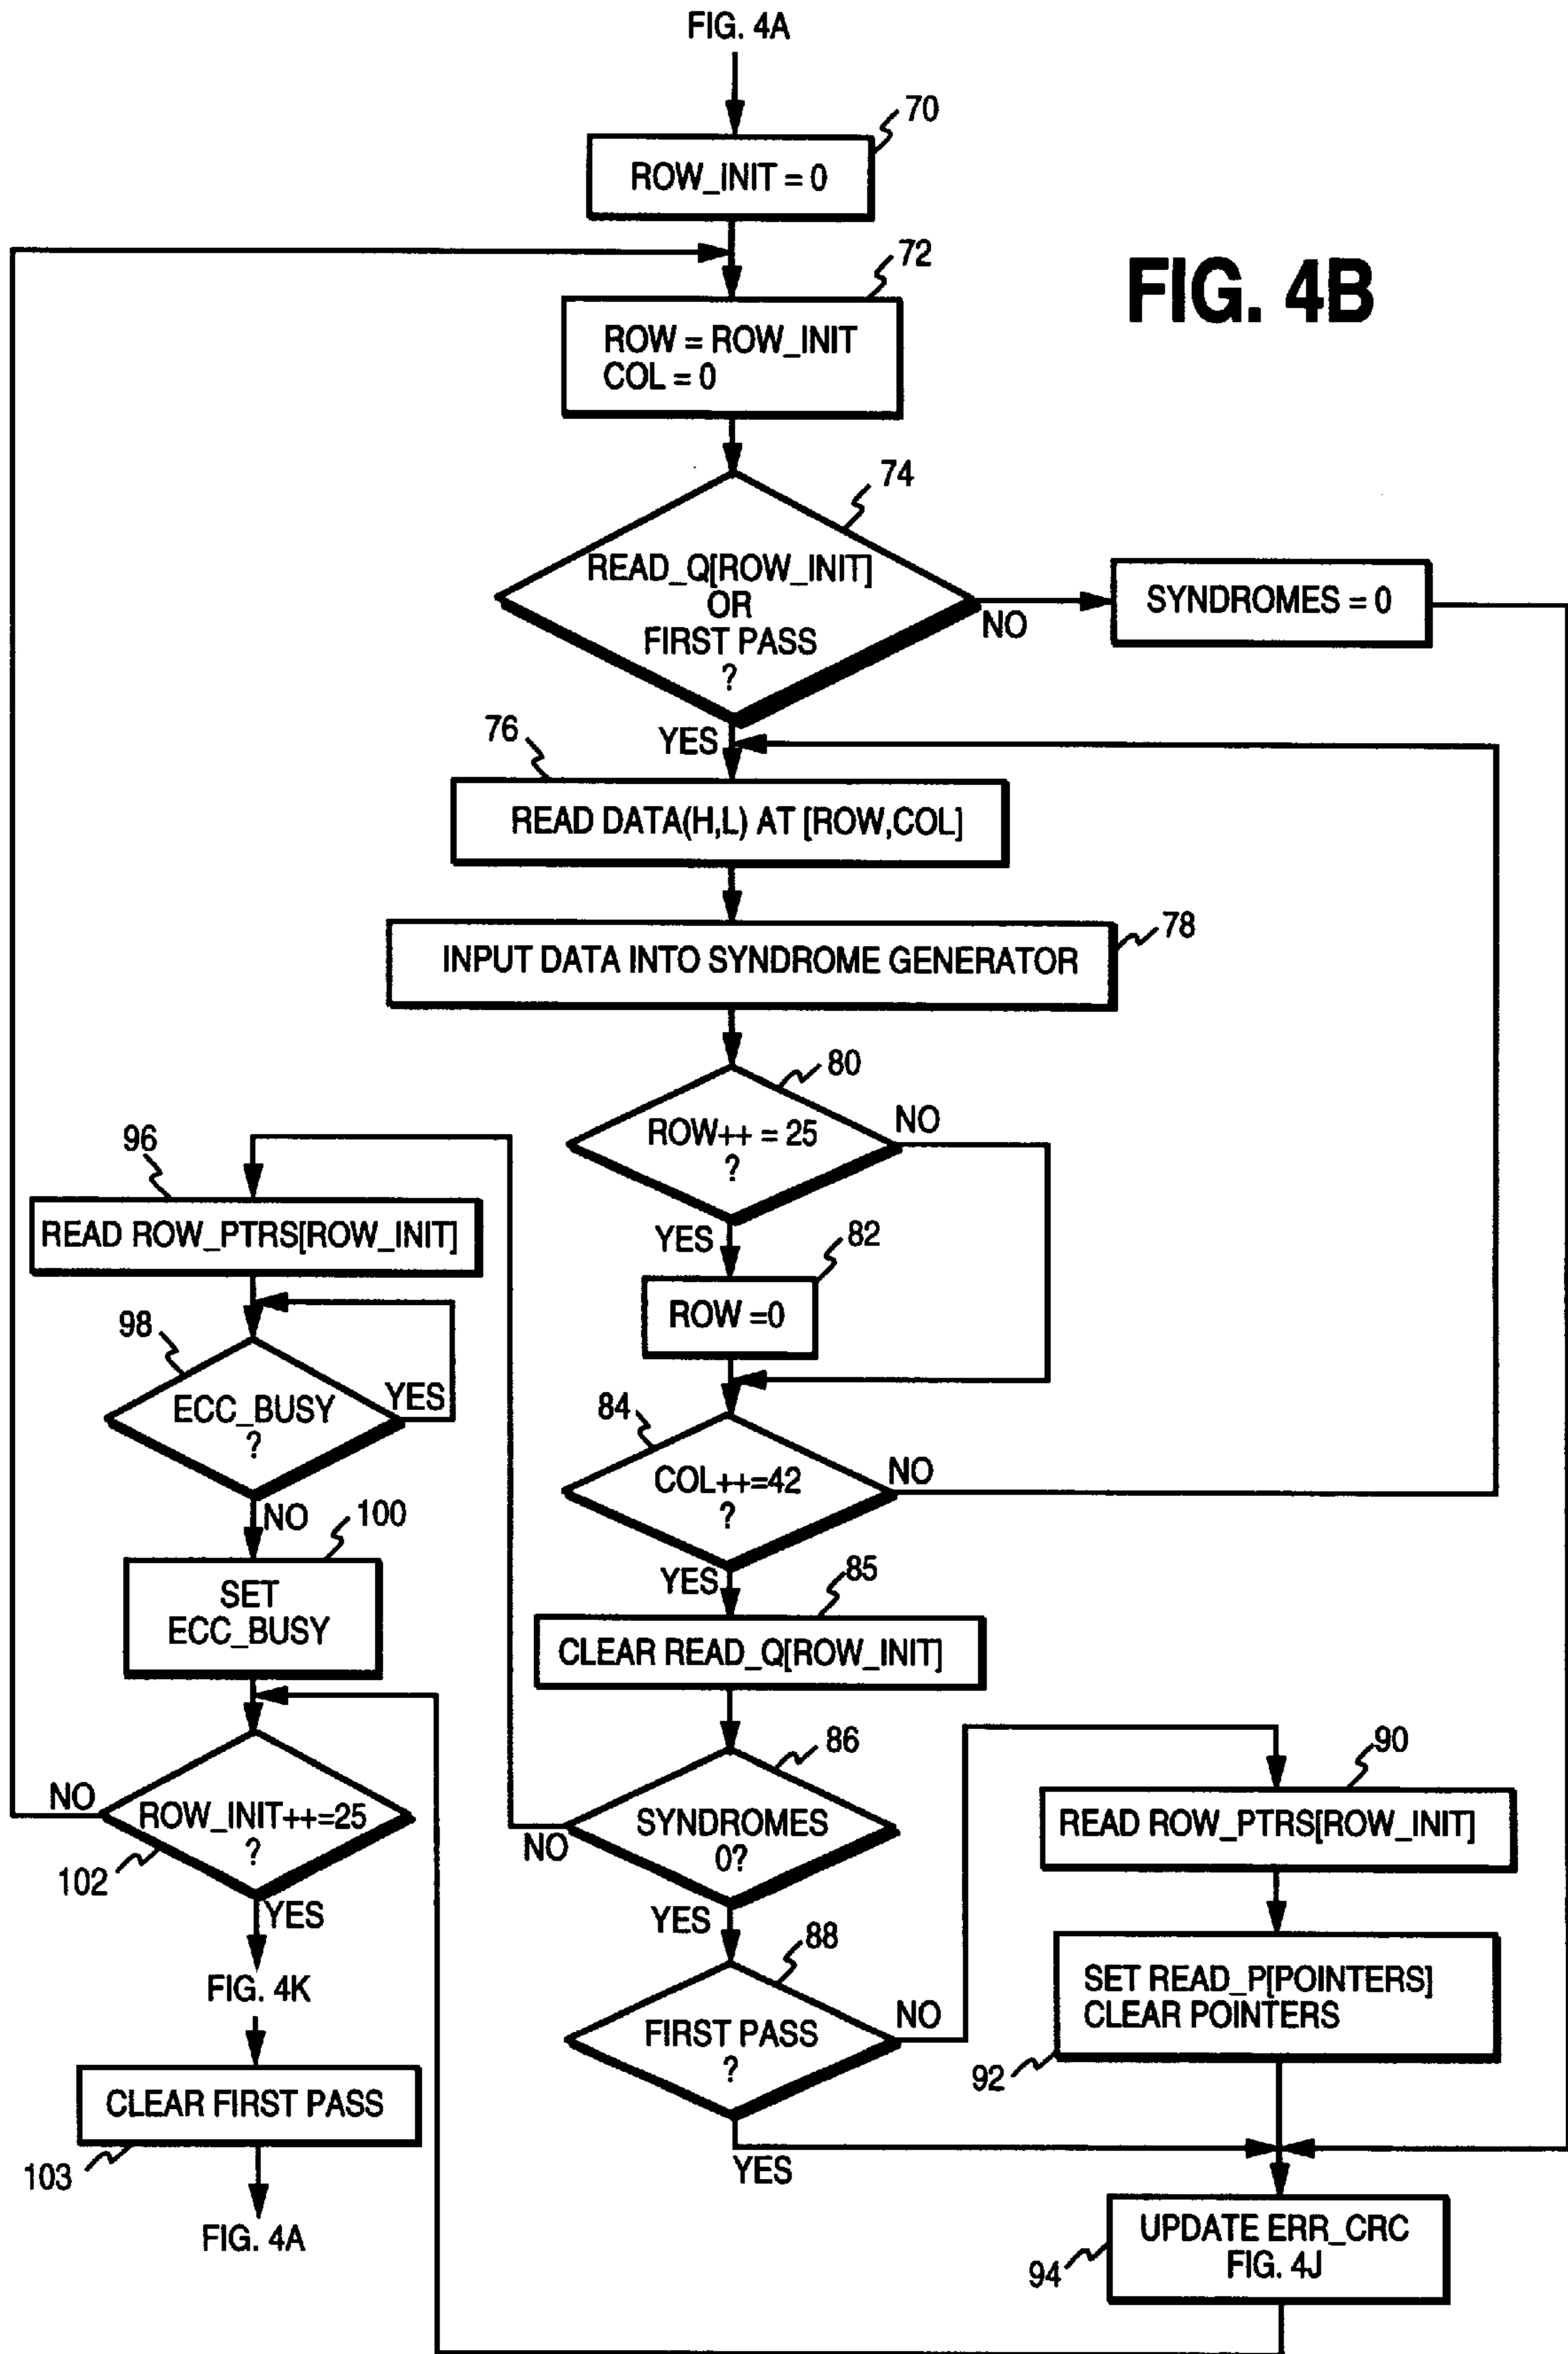 FIG. 4A
70
ROW_INIT = 0
FIG. 4B
72
ROW = ROW_INIT
COL = 0
74
READ_Q[ROW_INIT]
OR
FIRST PASS
?
NO
SYNDROMES = 0
YES
76
READ DATA(H,L) AT [ROW,COL]
78
INPUT DATA INTO SYNDROME GENERATOR
80
ROW++ = 25
?
NO
YES
82
ROW =0
84
COL++=42
?
NO
YES
85
CLEAR READ_Q[ROW_INIT]
86
SYNDROMES
0?
NO
YES
88
FIRST PASS
?
NO
YES
90
READ ROW_PTRS[ROW_INIT]
92
SET READ_P[POINTERS]
CLEAR POINTERS
94
UPDATE ERR_CRC
FIG. 4J
96
READ ROW_PTRS[ROW_INIT]
98
ECC_BUSY
?
YES
NO
100
SET
ECC_BUSY
102
ROW_INIT++=25
?
NO
YES
FIG. 4K
CLEAR FIRST PASS
103
FIG. 4A